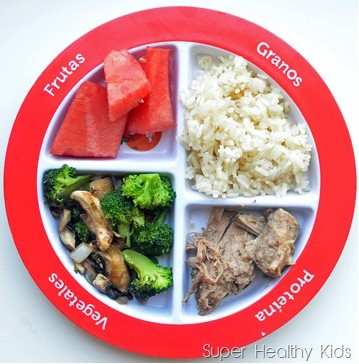 Frutas
Granos
Vegetales
Proteína
Super Healthy Kids